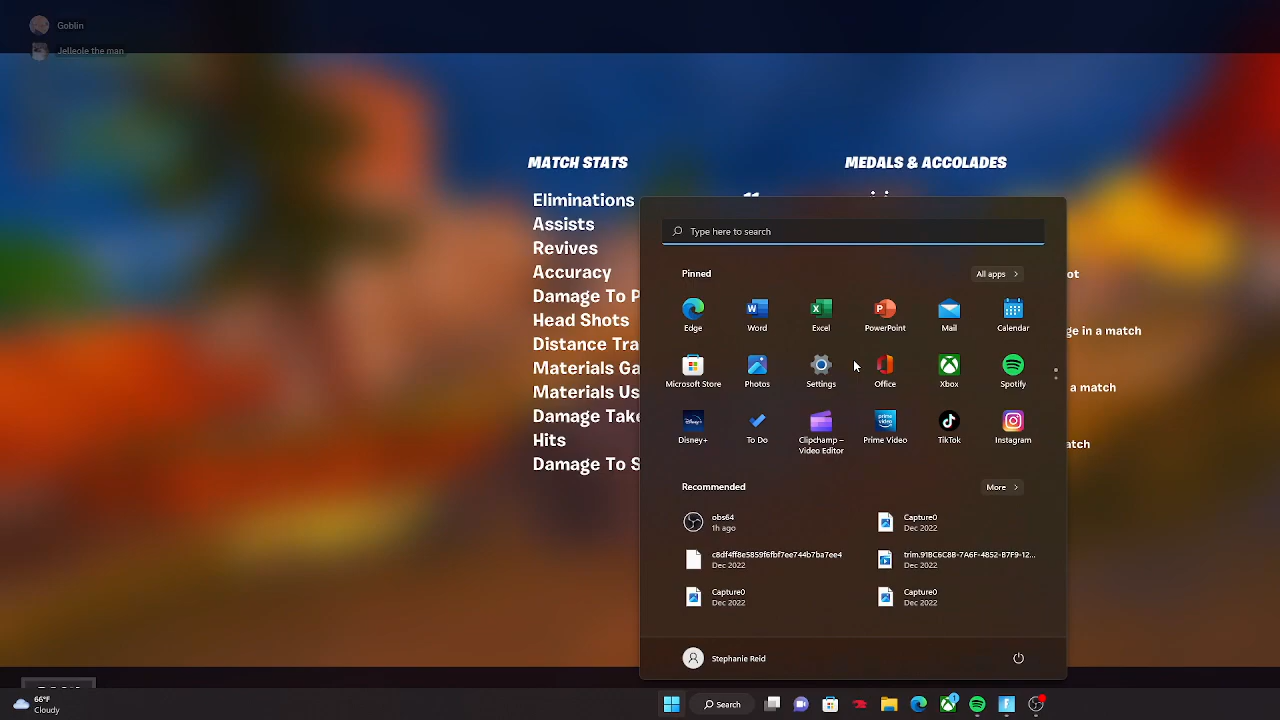 Goblin
Jelleole the man
MATCH STATS
MEDALS & ACCOLADES
Eliminations
Assists
Revives
Accuracy
Damage To P
Head Shots
Distance Tra
Materials Ga
Materials Us
Damage Take
Hits
Damage To S
ot
ge in a match
a match
atch
Type here to search
Pinned
All apps
Edge
Word
Excel
PowerPoint
Mail
Calendar
Microsoft Store
Photos
Settings
Office
Xbox
Spotify
Disney+
To Do
Clipchamp –
Video Editor
Prime Video
TikTok
Instagram
Recommended
More
obs64
1h ago
Capture0
Dec 2022
c8df4ff8e5859f6fbf7ee744b7ba7ee4
Dec 2022
trim.91BC6C8B-7A6F-4852-B7F9-12...
Dec 2022
Capture0
Dec 2022
Capture0
Dec 2022
Stephanie Reid
66°F
Cloudy
Search
1